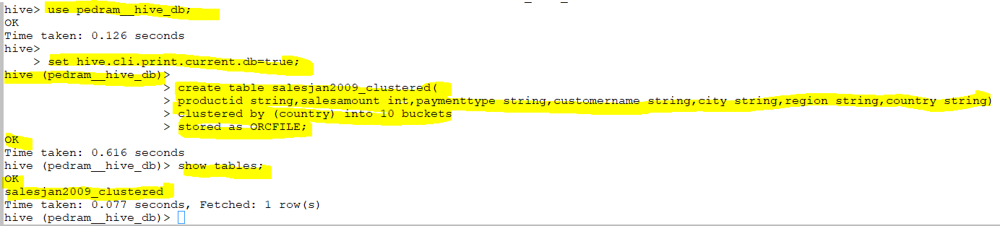 hive> use pedram__hive_db;
OK
Time taken: 0.126 seconds
hive>
    > set hive.cli.print.current.db=true;
hive (pedram__hive_db)>
                      > create table salesjan2009_clustered(
                      > productid string,salesamount int,paymenttype string,customername string,city string,region string,country string)
                      > clustered by (country) into 10 buckets
                      > stored as ORCFILE;
OK
Time taken: 0.616 seconds
hive (pedram__hive_db)> show tables;
OK
salesjan2009_clustered
Time taken: 0.077 seconds, Fetched: 1 row(s)
hive (pedram__hive_db)>